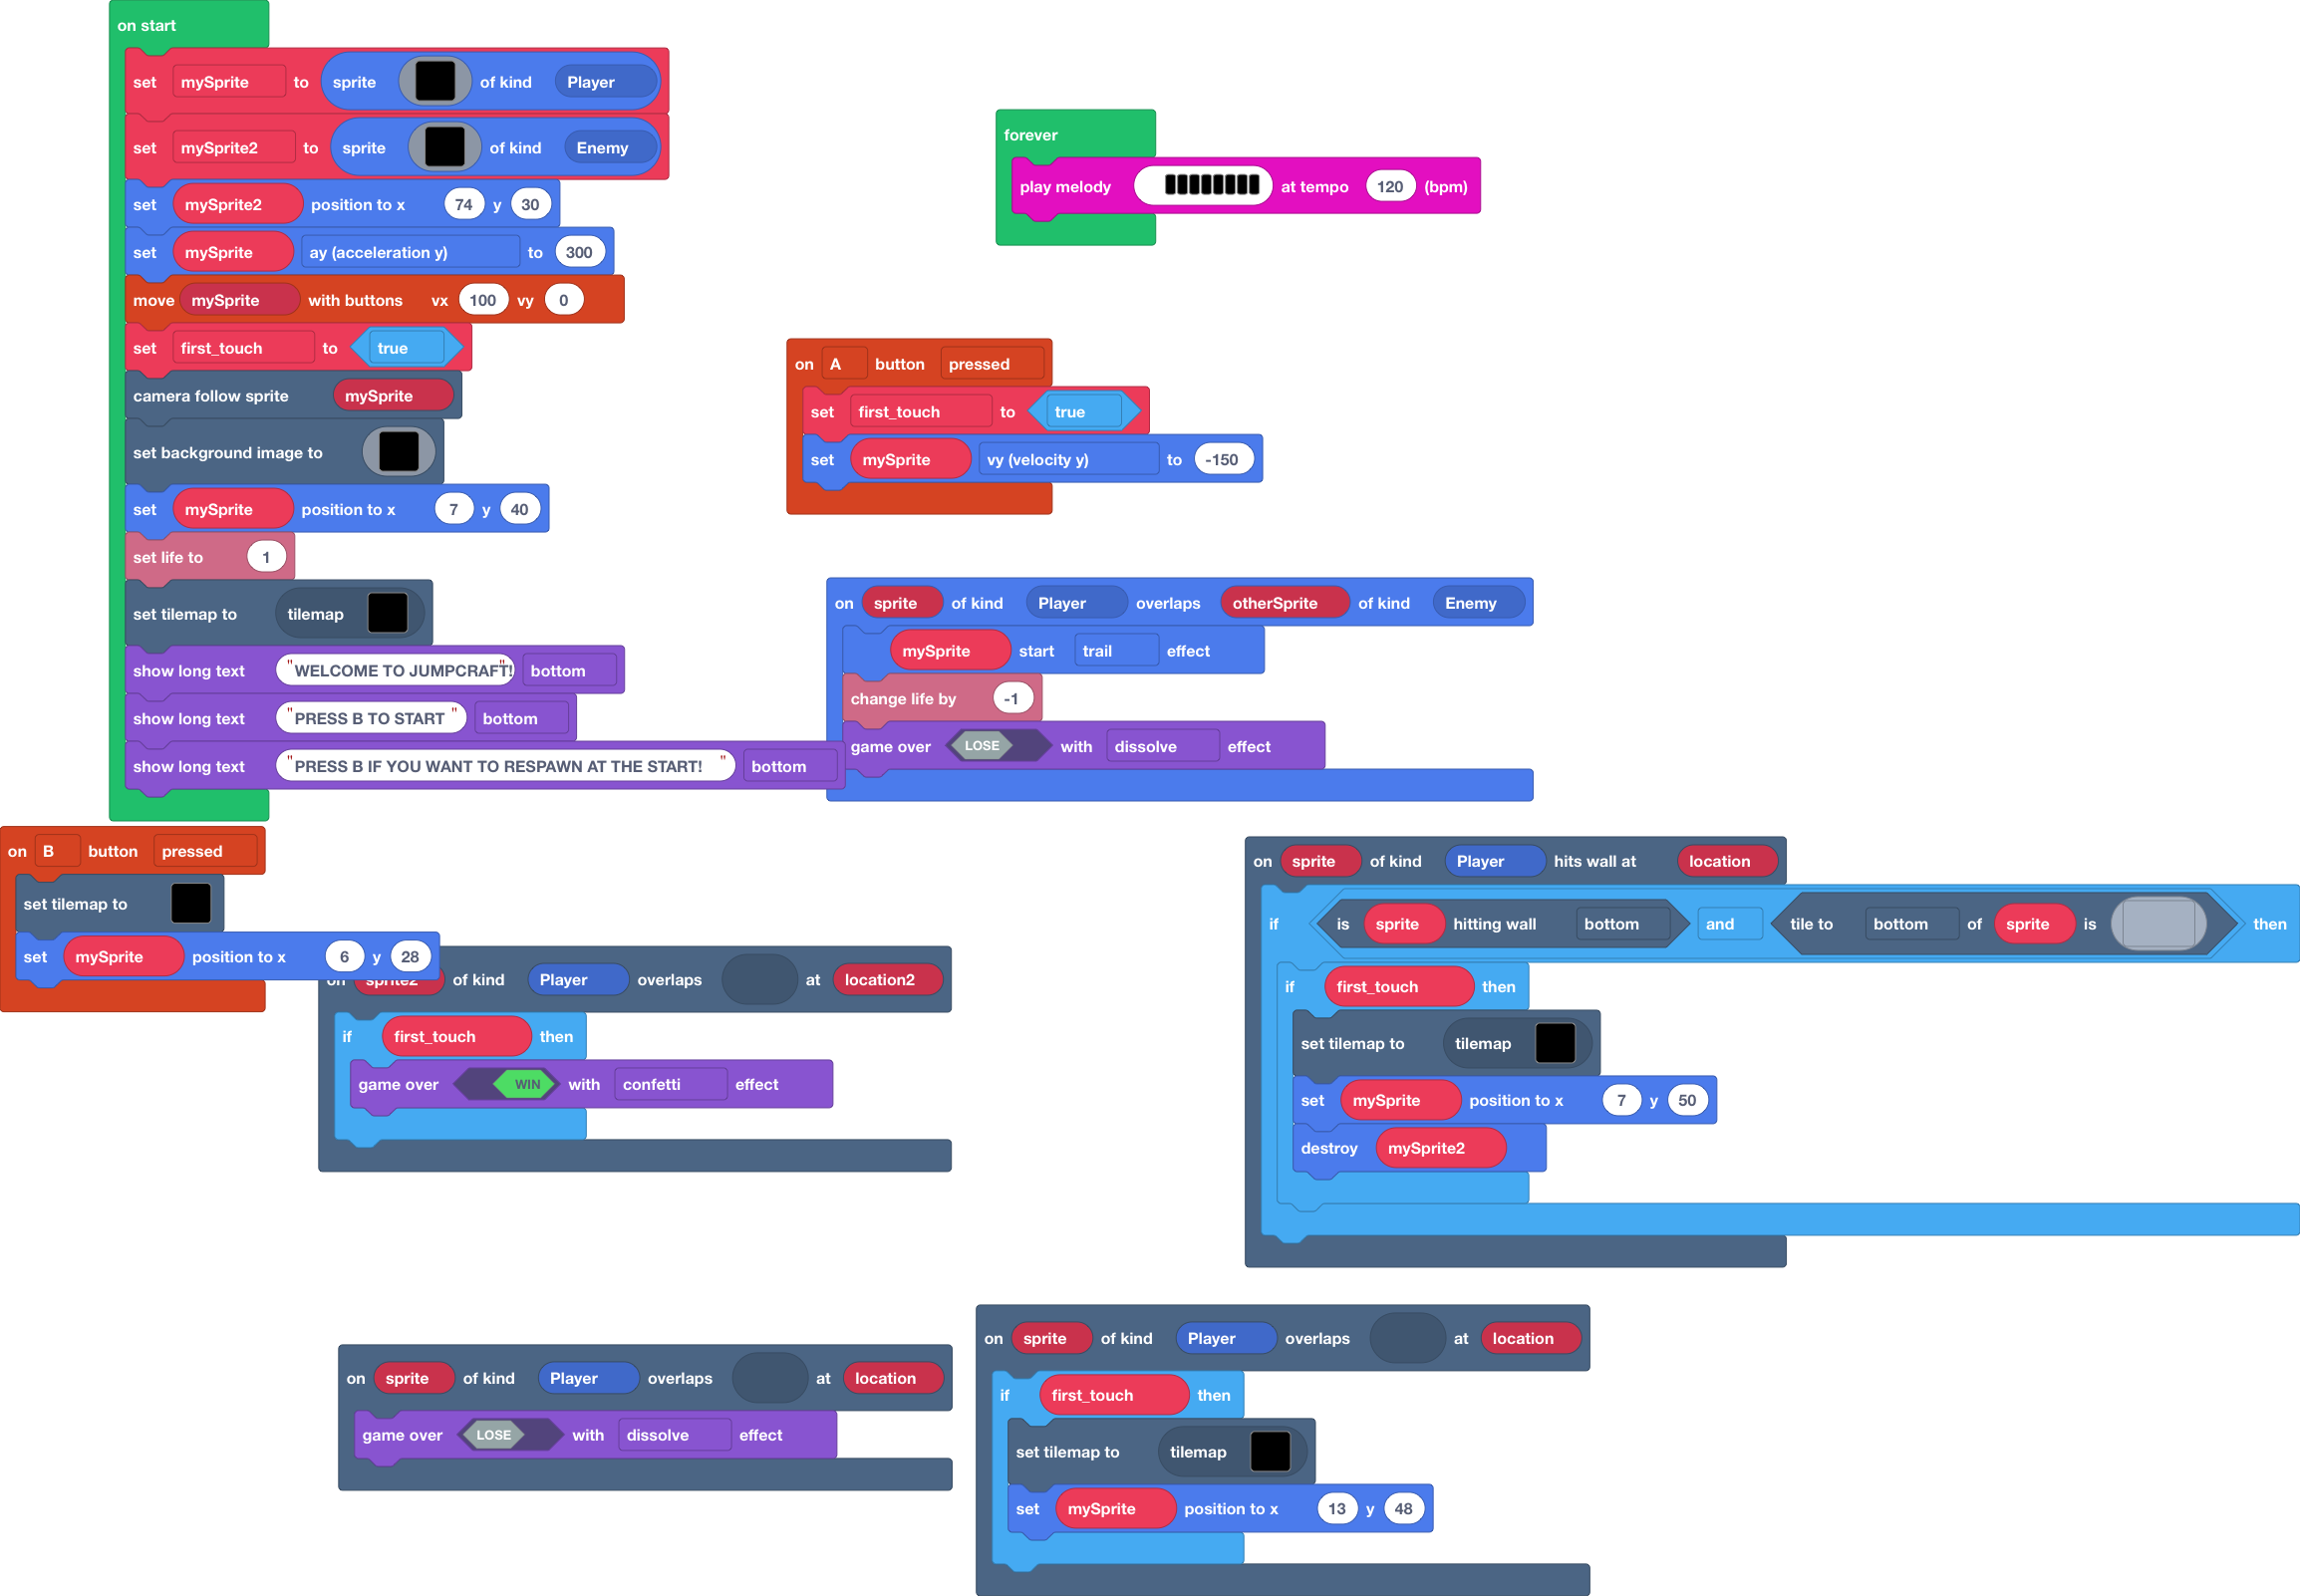 on start
set mySprite to sprite of kind Player
set mySprite2 to sprite of kind Enemy
set mySprite2 position to x 74 y 30
set mySprite ay (acceleration y) to 300
move mySprite with buttons vx 100 vy 0
set first_touch to true
camera follow sprite mySprite
set background image to
set mySprite position to x 7 y 40
set life to 1
set tilemap to tilemap
show long text "WELCOME TO JUMPCRAFT!" bottom
show long text "PRESS B TO START" bottom
show long text "PRESS B IF YOU WANT TO RESPAWN AT THE START!" bottom
forever
play melody at tempo 120 (bpm)
on A button pressed
set first_touch to true
set mySprite vy (velocity y) to -150
on sprite of kind Player overlaps otherSprite of kind Enemy
mySprite start trail effect
change life by -1
game over LOSE with dissolve effect
on B button pressed
set tilemap to
set mySprite position to x 6 y 28
on sprite2 of kind Player overlaps at location2
if first_touch then
game over WIN with confetti effect
on sprite of kind Player hits wall at location
if is sprite hitting wall bottom and tile to bottom of sprite is then
if first_touch then
set tilemap to tilemap
set mySprite position to x 7 y 50
destroy mySprite2
on sprite of kind Player overlaps at location
game over LOSE with dissolve effect
on sprite of kind Player overlaps at location
if first_touch then
set tilemap to tilemap
set mySprite position to x 13 y 48